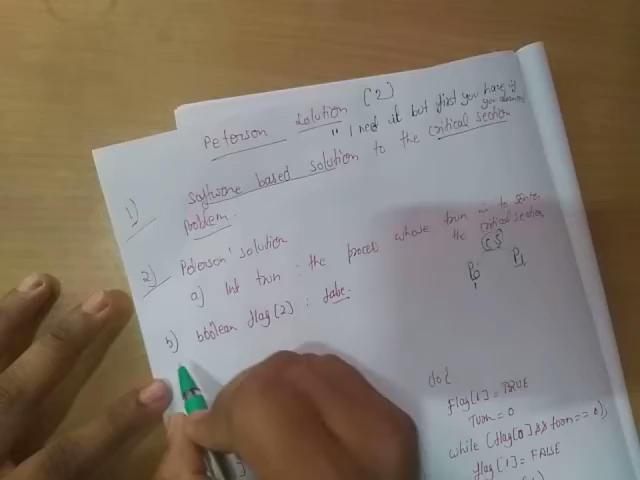 Peterson Solution (2)
"I need it but first you have it
1) Software based solution to the critical section
problem.
2) Peterson' solution
a) Int turn : the process whose turn is to enter
the critical section
(CS)
P0 P1
b) boolean flag[2] : false.
do{
flag[1] = TRUE
Turn = 0
while (flag[0] && turn == 0);
flag[1] = FALSE